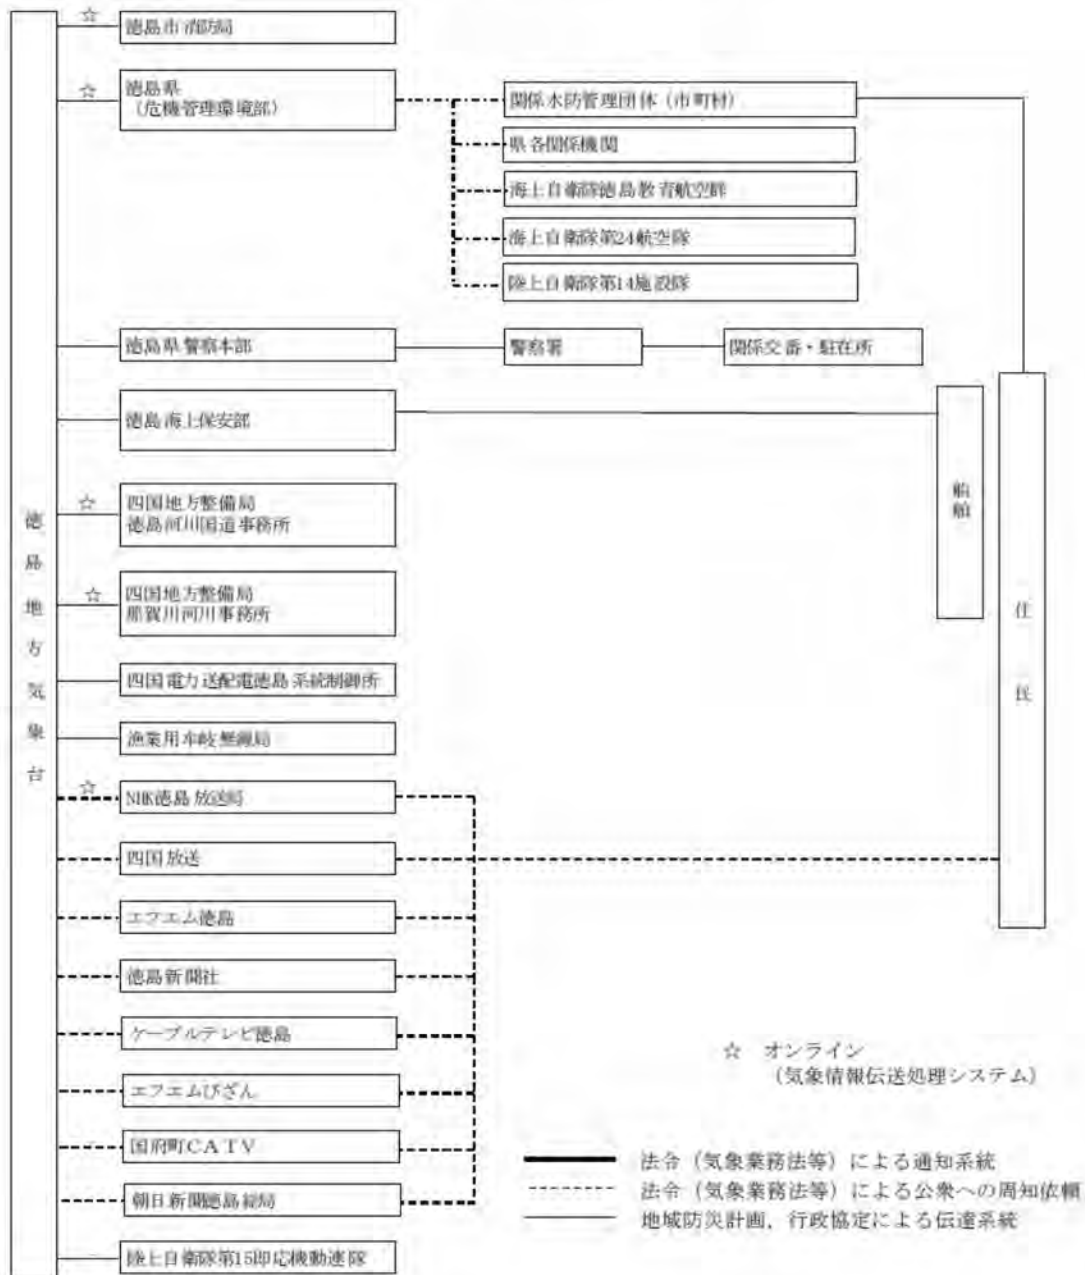 ☆
徳島市消防局
☆
徳島県
（危機管理環境部）
関係水防管理団体（市町村）
県各関係機関
海上自衛隊徳島教育航空群
海上自衛隊第24航空隊
陸上自衛隊第14施設隊
徳島県警察本部
警察署
関係交番・駐在所
徳島海上保安部
船舶
住民
徳島地方気象台
☆
四国地方整備局
徳島河川国道事務所
☆
四国地方整備局
那賀川河川事務所
四国電力送配電徳島系統制御所
漁業用牟岐無線局
☆
NHK徳島放送局
四国放送
エフエム徳島
徳島新聞社
ケーブルテレビ徳島
エフエムびざん
国府町CATV
朝日新聞徳島総局
陸上自衛隊第15即応機動連隊
☆ オンライン
（気象情報伝送処理システム）
法令（気象業務法等）による通知系統
法令（気象業務法等）による公衆への周知依頼
地域防災計画，行政協定による伝達系統